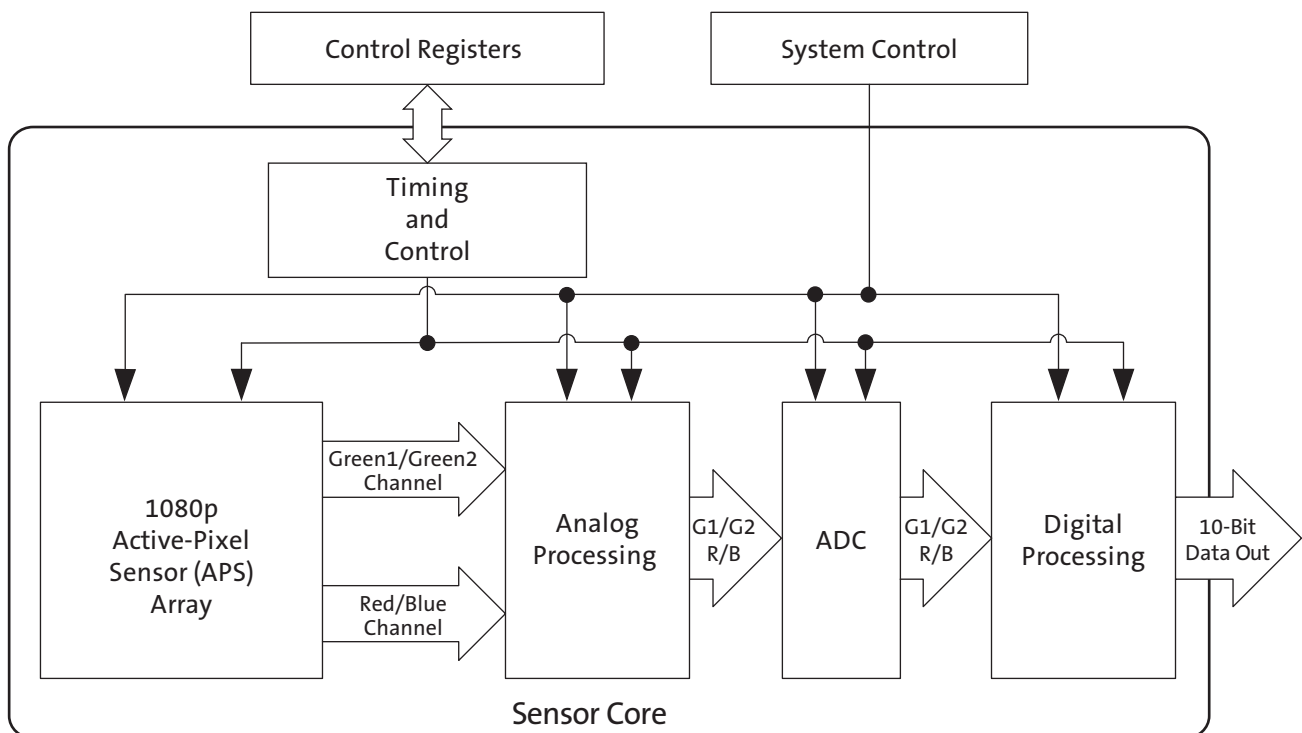 Control Registers
System Control
Timing
and
Control
1080p
Active-Pixel
Sensor (APS)
Array
Green1/Green2
Channel
Red/Blue
Channel
Analog
Processing
G1/G2
R/B
ADC
G1/G2
R/B
Digital
Processing
10-Bit
Data Out
Sensor Core